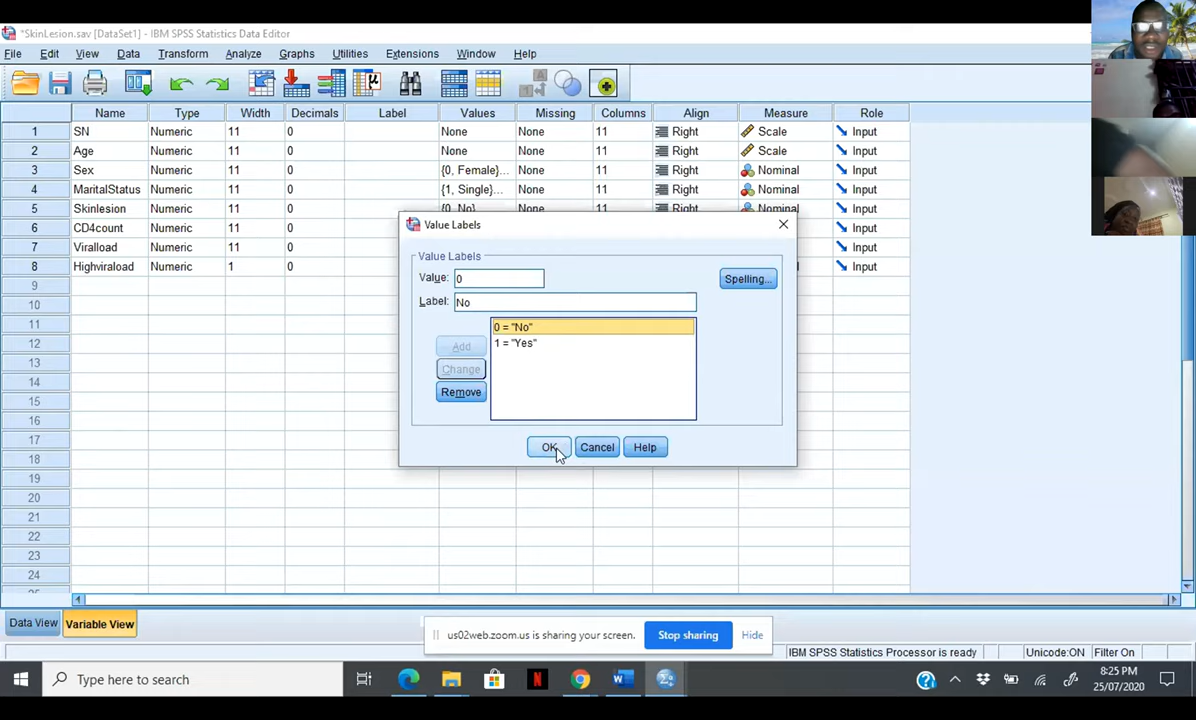 *SkinLesion.sav [DataSet1] - IBM SPSS Statistics Data Editor
File Edit View Data Transform Analyze Graphs Utilities Extensions Window Help
Name Type Width Decimals Label Values Missing Columns Align Measure Role
1 SN Numeric 11 0 None None 11 Right Scale Input
2 Age Numeric 11 0 None None 11 Right Scale Input
3 Sex Numeric 11 0 {0, Female}... None 11 Right Nominal Input
4 MaritalStatus Numeric 11 0 {1, Single}... None 11 Right Nominal Input
5 Skinlesion Numeric 11 0 {0, No} None 11 Right Nominal Input
6 CD4count Numeric 11 0 Input
7 Viralload Numeric 11 0 Input
8 Highviraload Numeric 1 0 Input
9
10
11
12
13
14
15
16
17
18
19
20
21
22
23
24
Value Labels
Value Labels
Value: 0
Spelling...
Label: No
0 = "No"
1 = "Yes"
Add
Change
Remove
OK Cancel Help
Data View Variable View
us02web.zoom.us is sharing your screen. Stop sharing Hide
IBM SPSS Statistics Processor is ready Unicode:ON Filter On
Type here to search
8:25 PM
25/07/2020